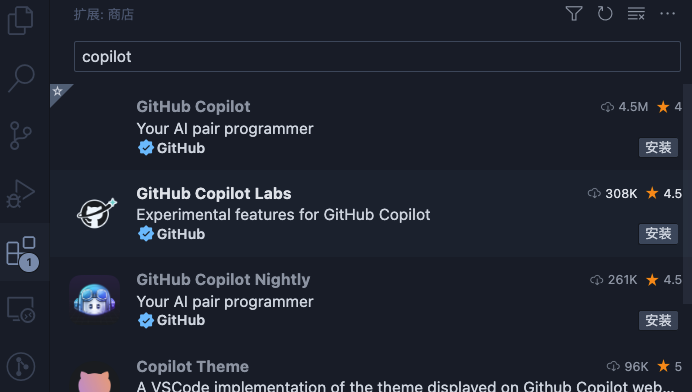 扩展: 商店
copilot
GitHub Copilot 4.5M 4
Your AI pair programmer
GitHub 安装
GitHub Copilot Labs 308K 4.5
Experimental features for GitHub Copilot
GitHub 安装
1
GitHub Copilot Nightly 261K 4.5
Your AI pair programmer
GitHub 安装
Copilot Theme 96K 5
A VSCode implementation of the theme displayed on Github Copilot web...